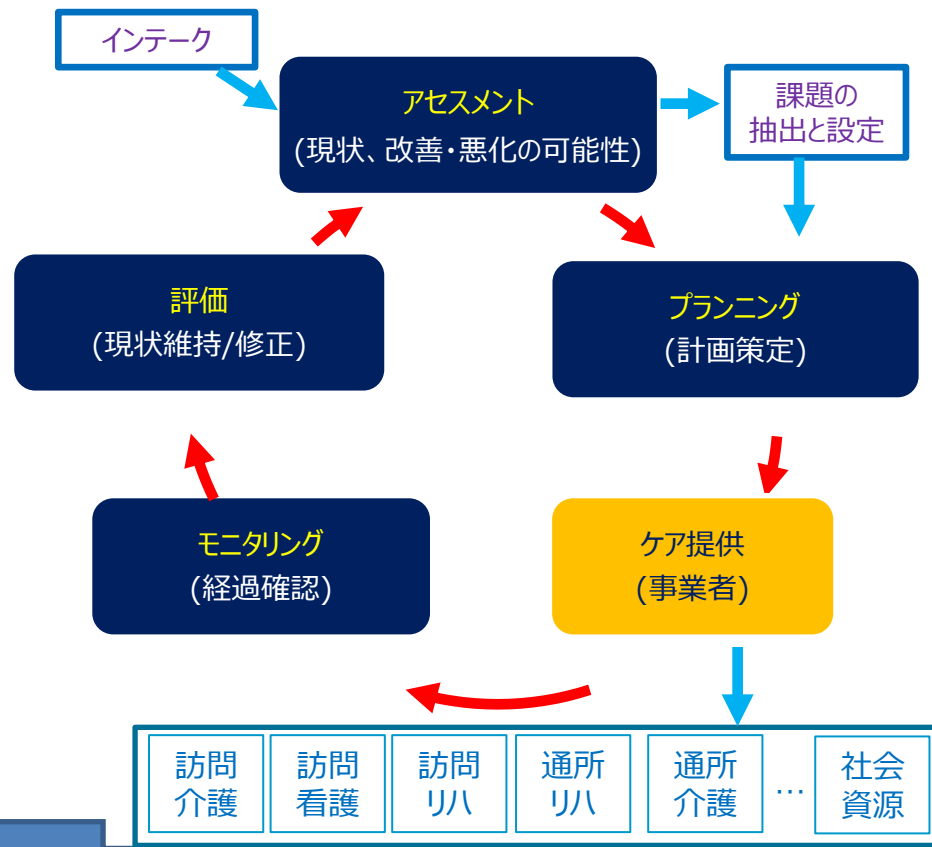 インテーク
アセスメント
(現状、改善・悪化の可能性)
課題の
抽出と設定
評価
(現状維持/修正)
プランニング
(計画策定)
モニタリング
(経過確認)
ケア提供
(事業者)
訪問
介護
訪問
看護
訪問
リハ
通所
リハ
通所
介護
…
社会
資源